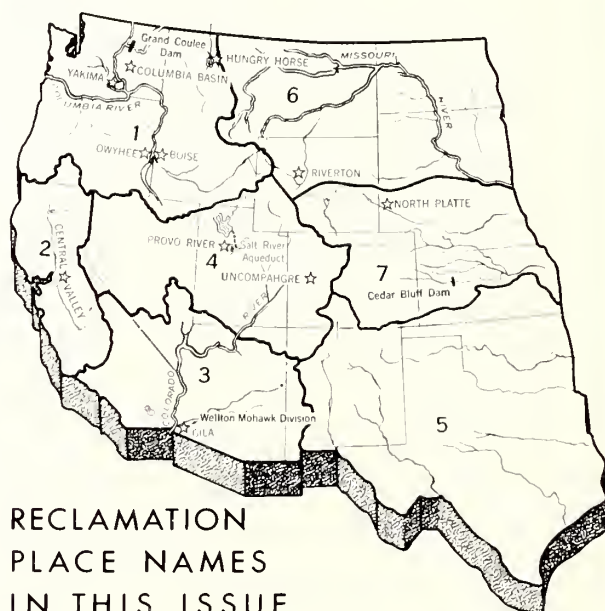 Grand Coulee
Dam
HUNGRY HORSE
MISSOURI
YAKIMA
COLUMBIA BASIN
COLUMBIA RIVER
6
RIVER
1
OWYHEE
BOISE
RIVERTON
NORTH PLATTE
2
CENTRAL
VALLEY
PROVO RIVER
4
Salt River
Aqueduct
UNCOMPAHGRE
7
Cedar Bluff Dam
RIVER
3
COLORADO
5
Wellton Mohawk Division
GILA
RECLAMATION
PLACE NAMES
IN THIS ISSUE